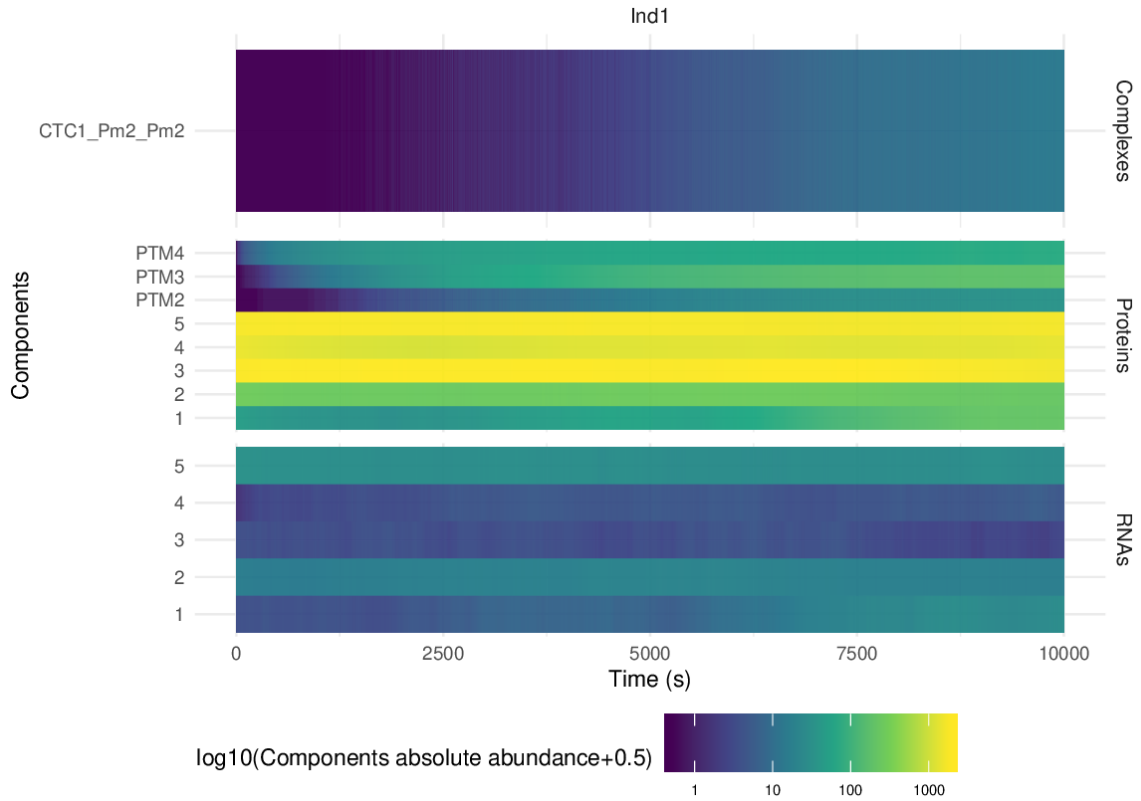 Ind1
CTC1_Pm2_Pm2
Complexes
Components
PTM4
PTM3
PTM2
5
4
3
2
1
Proteins
5
4
3
2
1
RNAs
0 2500 5000 7500 10000
Time (s)
log10(Components absolute abundance+0.5)
1 10 100 1000